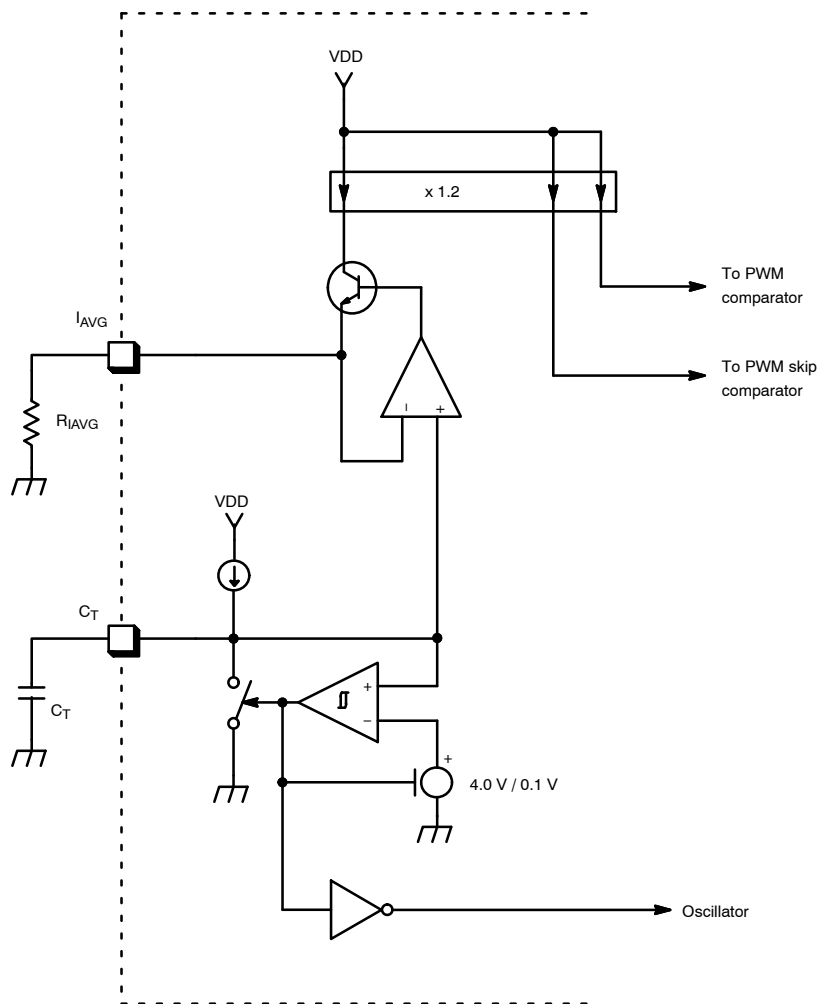 VDD
x 1.2
To PWM
comparator
IAVG
To PWM skip
comparator
− +
RIAVG
VDD
CT
+
CT
−
+
4.0 V / 0.1 V
Oscillator